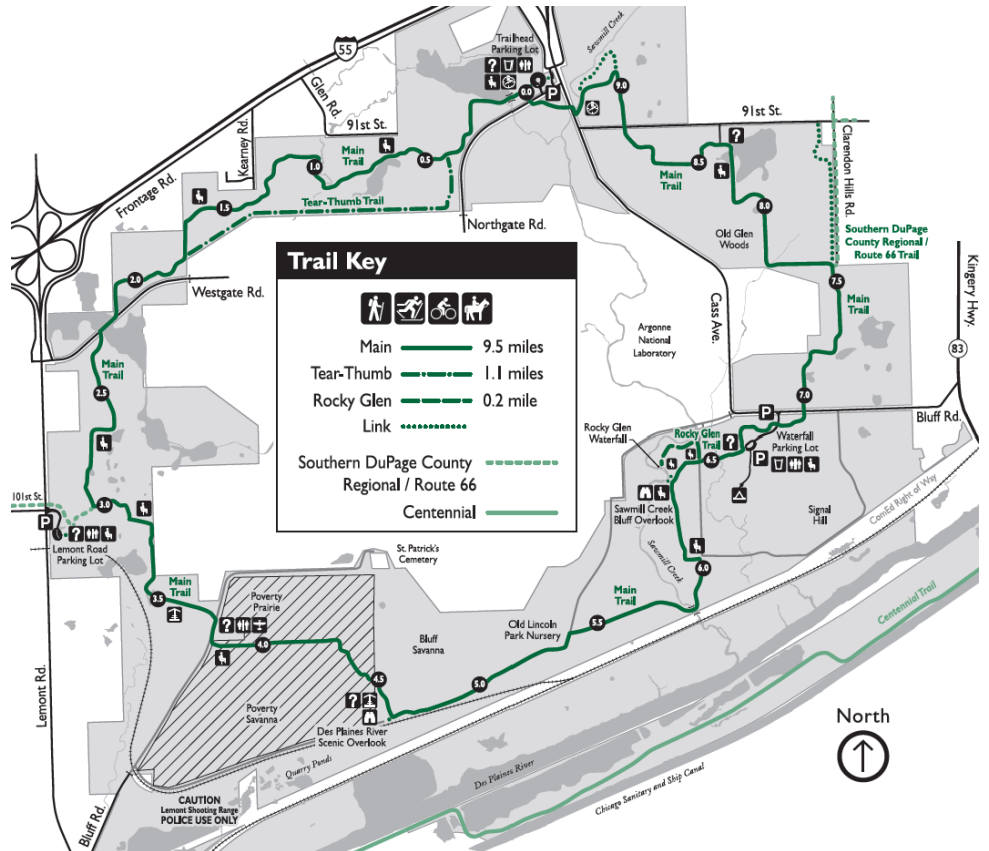 55
Trailhead
Parking Lot
?
Sawmill Creek
0.0
P
9.0
Glen Rd.
91st St.
91st St.
Kearney Rd.
Main
Trail
1.0
0.5
Frontage Rd.
1.5
Tear-Thumb Trail
Northgate Rd.
?
8.5
Main
Trail
8.0
Old Glen
Woods
Clarendon Hills Rd.
Southern DuPage
County Regional /
Route 66 Trail
7.5
Main
Trail
Kingery Hwy.
83
2.0
Westgate Rd.
Main
Trail
2.5
Trail Key
Main 9.5 miles
Tear-Thumb 1.1 miles
Rocky Glen 0.2 mile
Link
Southern DuPage County
Regional / Route 66
Centennial
Argonne
National
Laboratory
Cass Ave.
7.0
P
Bluff Rd.
Rocky Glen
Waterfall
Rocky Glen
Trail
?
6.5
Waterfall
Parking Lot
P
Sawmill Creek
Bluff Overlook
Signal
Hill
ComEd Right of Way
101st St.
P
3.0
?
Lemont Road
Parking Lot
Main
Trail
3.5
St. Patrick's
Cemetery
Sawmill Creek
6.0
Poverty
Prairie
?
4.0
Bluff
Savanna
Old Lincoln
Park Nursery
Main
Trail
5.5
Centennial Trail
Lemont Rd.
Poverty
Savanna
4.5
5.0
?
Des Plaines River
Scenic Overlook
North
Quarry Ponds
Des Plaines River
Chicago Sanitary and Ship Canal
CAUTION
Lemont Shooting Range
POLICE USE ONLY
Bluff Rd.